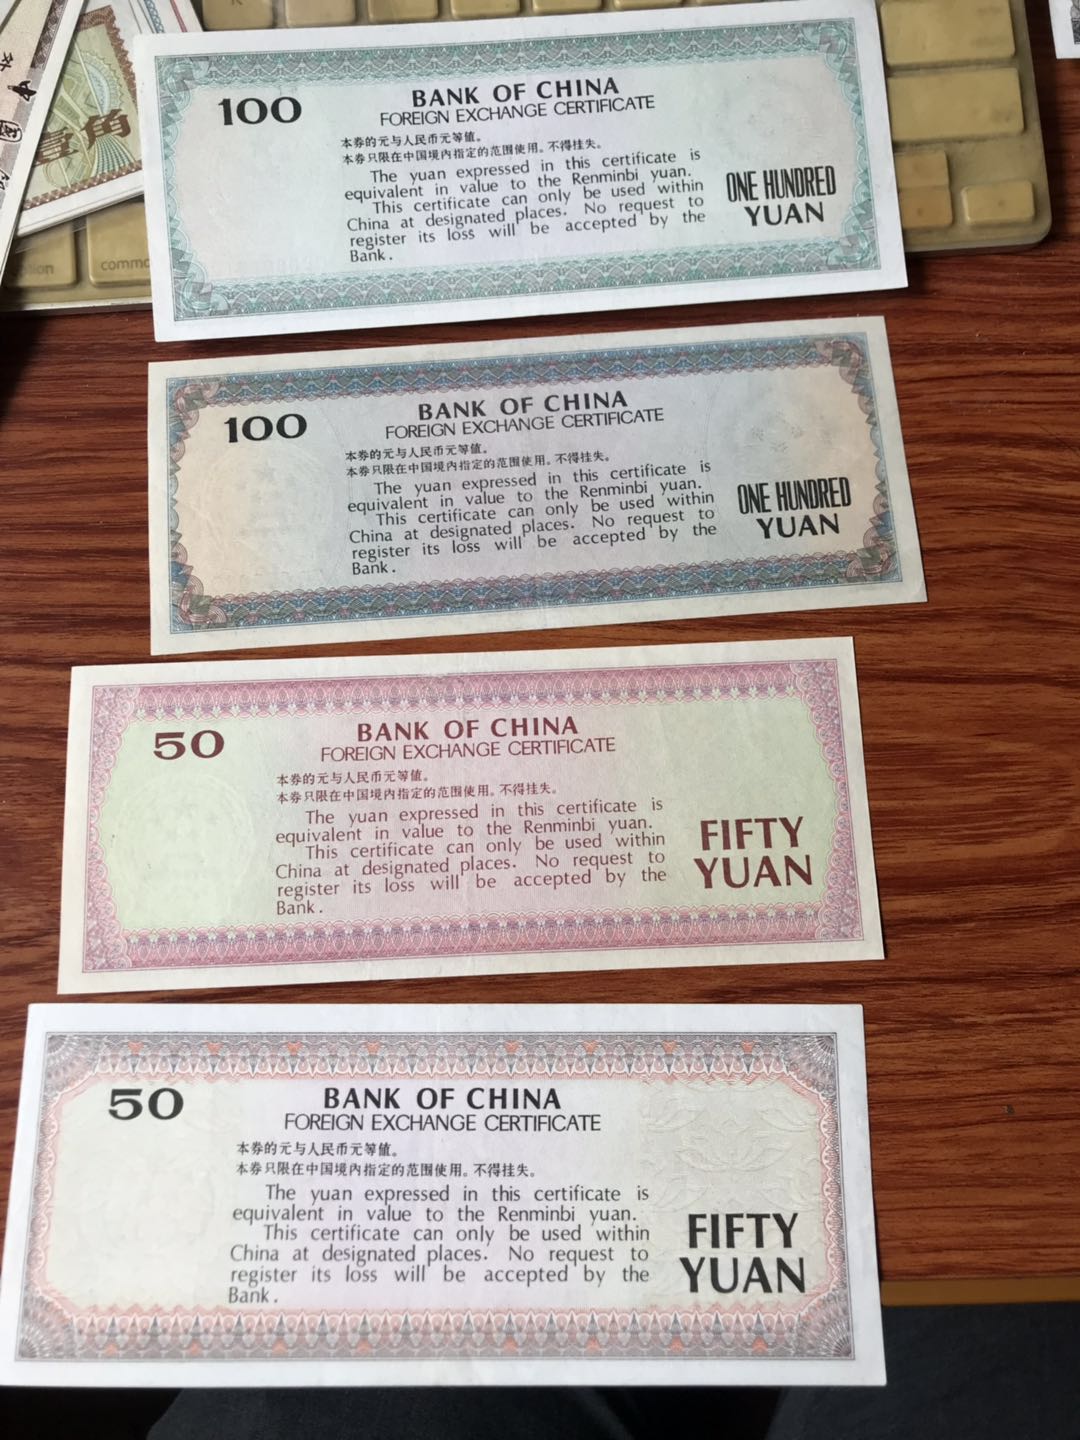 壹角
中國
option
comma
100
BANK OF CHINA
FOREIGN EXCHANGE CERTIFICATE
本券的元与人民币元等值。
本券只限在中国境内指定的范围使用。不得挂失。
The yuan expressed in this certificate is
equivalent in value to the Renminbi yuan.
This certificate can only be used within
China at designated places. No request to
register its loss will be accepted by the
Bank.
ONE HUNDRED
YUAN
100
BANK OF CHINA
FOREIGN EXCHANGE CERTIFICATE
本券的元与人民币元等值。
本券只限在中国境内指定的范围使用。不得挂失。
The yuan expressed in this certificate is
equivalent in value to the Renminbi yuan.
This certificate can only be used within
China at designated places. No request to
register its loss will be accepted by the
Bank.
ONE HUNDRED
YUAN
50
BANK OF CHINA
FOREIGN EXCHANGE CERTIFICATE
本券的元与人民币元等值。
本券只限在中国境内指定的范围使用。不得挂失。
The yuan expressed in this certificate is
equivalent in value to the Renminbi yuan.
This certificate can only be used within
China at designated places. No request to
register its loss will be accepted by the
Bank.
FIFTY
YUAN
50
BANK OF CHINA
FOREIGN EXCHANGE CERTIFICATE
本券的元与人民币元等值。
本券只限在中国境内指定的范围使用。不得挂失。
The yuan expressed in this certificate is
equivalent in value to the Renminbi yuan.
This certificate can only be used within
China at designated places. No request to
register its loss will be accepted by the
Bank.
FIFTY
YUAN